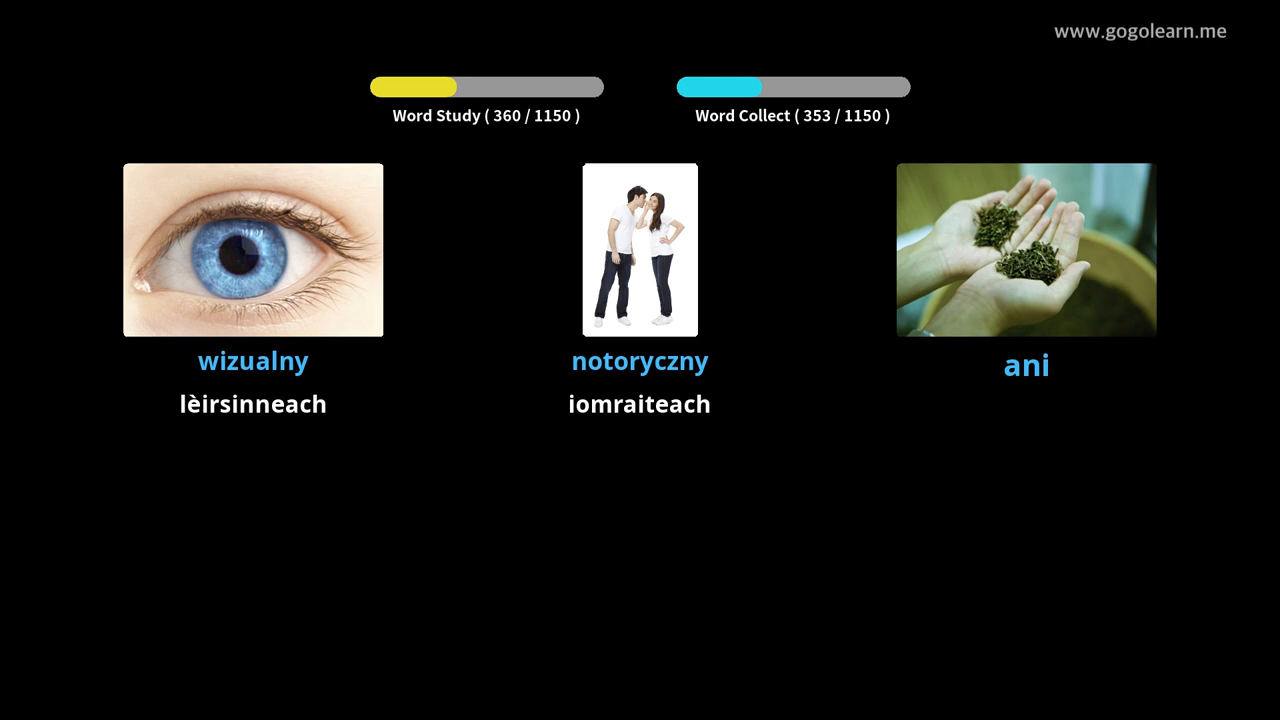 www.gogolearn.me
Word Study ( 360 / 1150 )
Word Collect ( 353 / 1150 )
wizualny
notoryczny
ani
lèirsinneach
iomraiteach